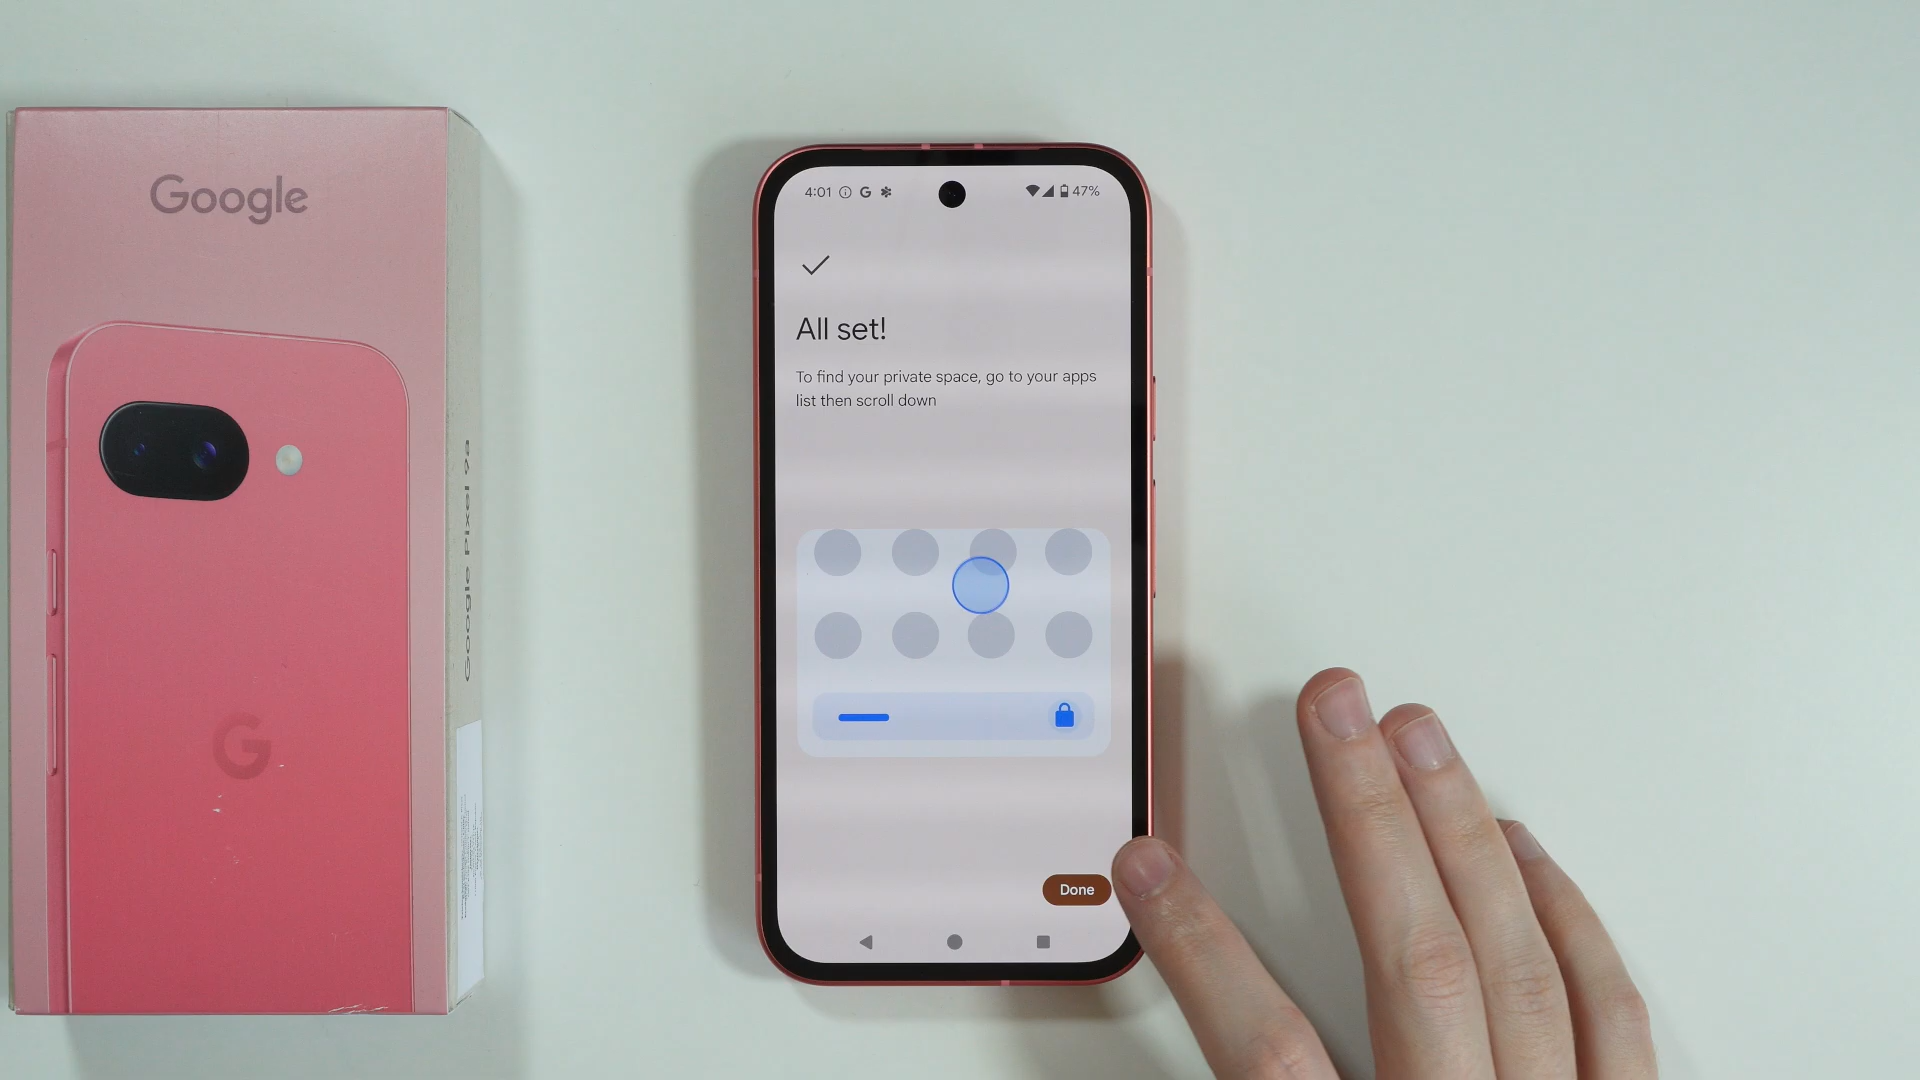 Google
Google Pixel 9a
4:01
47%
All set!
To find your private space, go to your apps
list then scroll down
Done